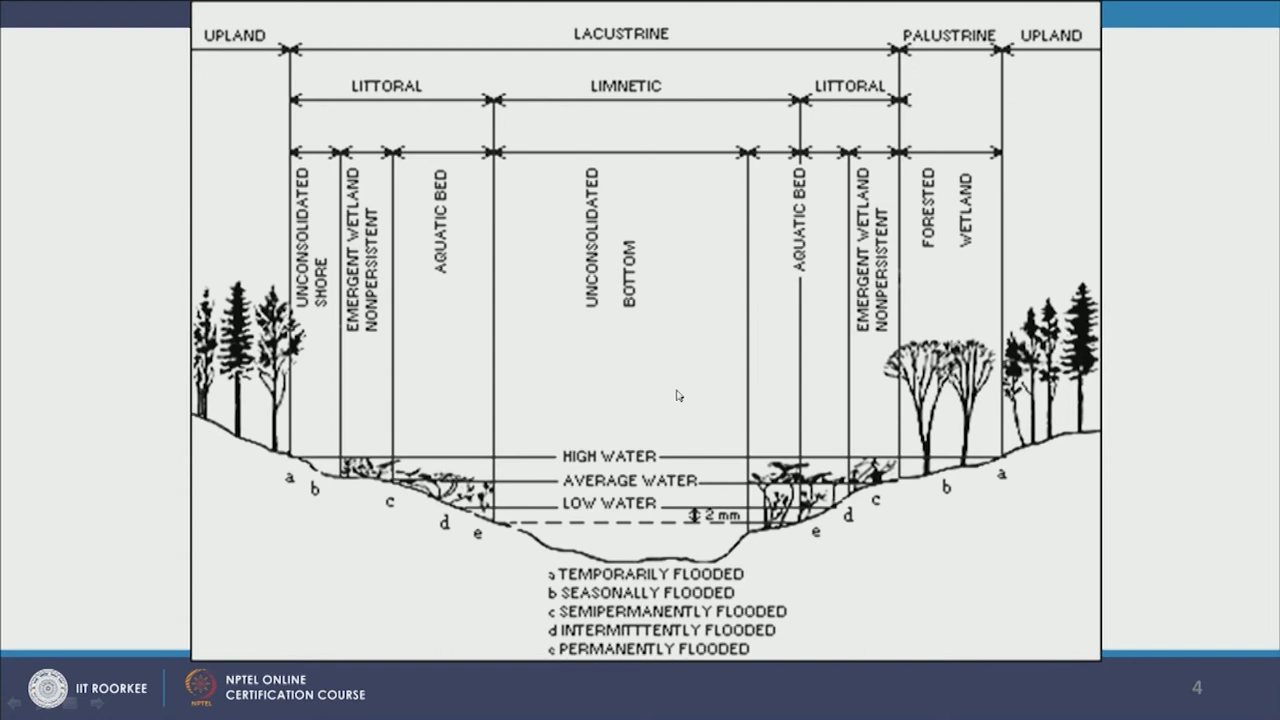 UPLAND
LACUSTRINE
PALUSTRINE
UPLAND
LITTORAL
LIMNETIC
LITTORAL
UNCONSOLIDATED
SHORE
EMERGENT WETLAND
NONPERSISTENT
AQUATIC BED
UNCONSOLIDATED
BOTTOM
AQUATIC BED
EMERGENT WETLAND
NONPERSISTENT
FORESTED
WETLAND
HIGH WATER
AVERAGE WATER
LOW WATER
2 mm
a
b
c
d
e
e
d
c
b
a
a TEMPORARILY FLOODED
b SEASONALLY FLOODED
c SEMIPERMANENTLY FLOODED
d INTERMITTTENTLY FLOODED
e PERMANENTLY FLOODED
IIT ROORKEE
NPTEL
NPTEL ONLINE
CERTIFICATION COURSE
4